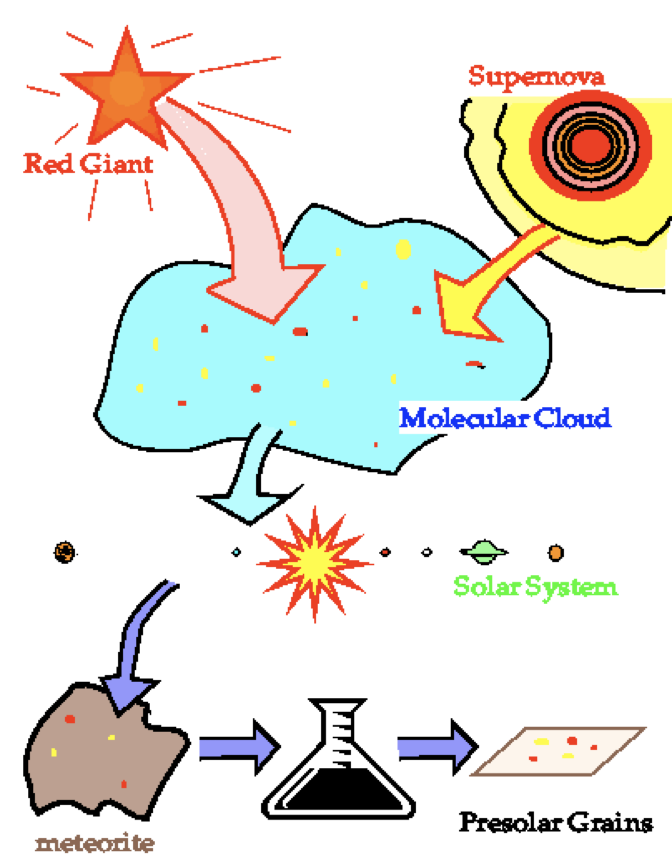 Supernova
Red Giant
Molecular Cloud
Solar System
meteorite
Presolar Grains